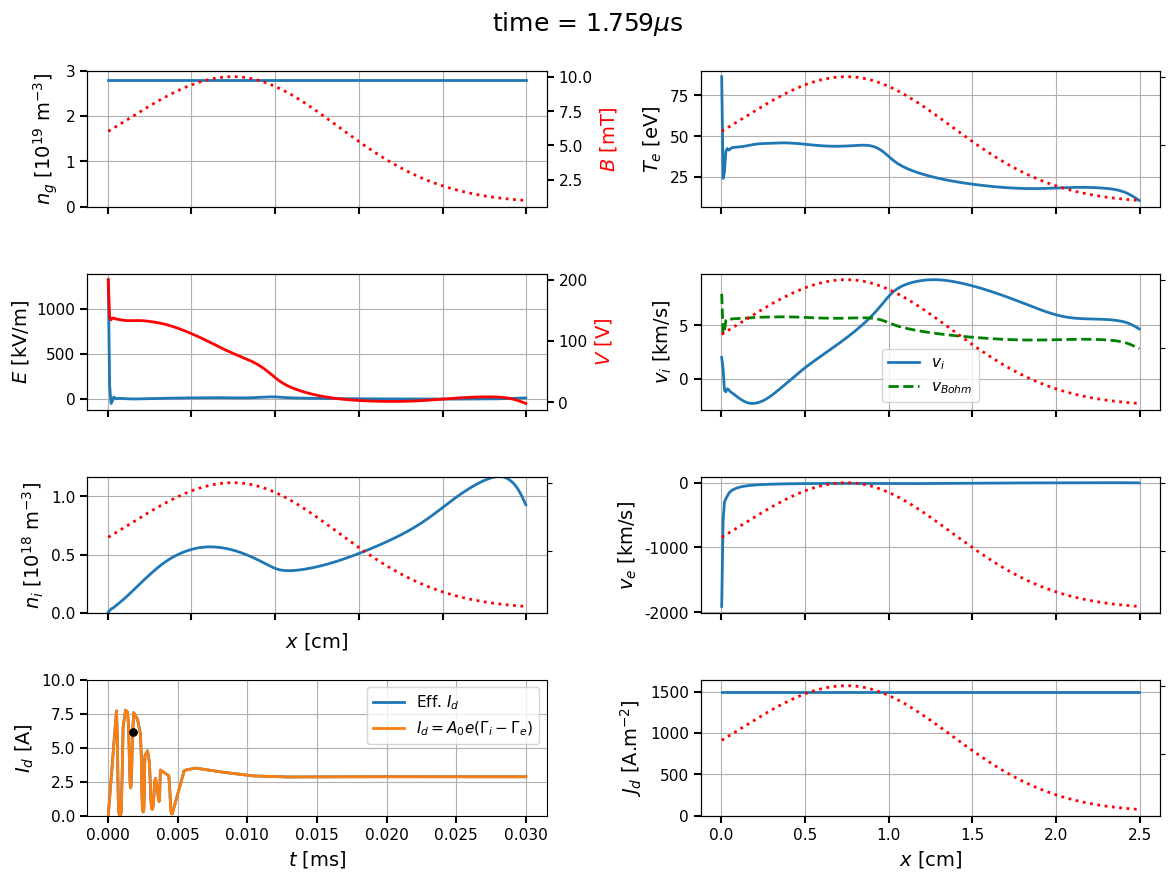 time = 1.759μs
n_g [10^19 m^−3]
3
2
1
0
10.0
7.5
5.0
2.5
B [mT]
T_e [eV]
75
50
25
E [kV/m]
1000
500
0
200
100
0
V [V]
v_i [km/s]
5
0
v_i
v_Bohm
n_i [10^18 m^−3]
1.0
0.5
0.0
x [cm]
v_e [km/s]
0
-1000
-2000
I_d [A]
10.0
7.5
5.0
2.5
0.0
Eff. I_d
I_d = A_0e(Γ_i − Γ_e)
0.000 0.005 0.010 0.015 0.020 0.025 0.030
t [ms]
J_d [A.m^−2]
1500
1000
500
0
0.0 0.5 1.0 1.5 2.0 2.5
x [cm]